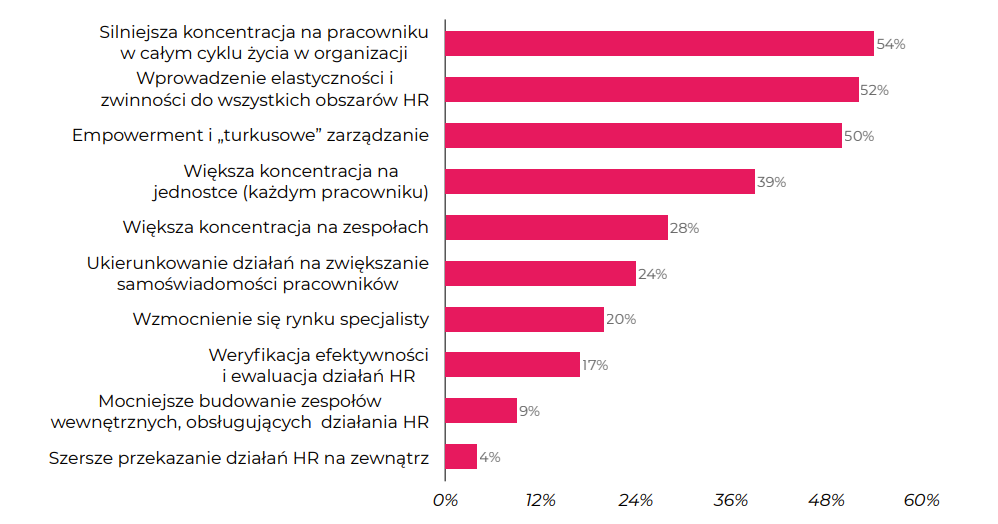 Silniejsza koncentracja na pracowniku
w całym cyklu życia w organizacji
54%
Wprowadzenie elastyczności i
zwinności do wszystkich obszarów HR
52%
Empowerment i „turkusowe” zarządzanie
50%
Większa koncentracja na
jednostce (każdym pracowniku)
39%
Większa koncentracja na zespołach
28%
Ukierunkowanie działań na zwiększanie
samoświadomości pracowników
24%
Wzmocnienie się rynku specjalisty
20%
Weryfikacja efektywności
i ewaluacja działań HR
17%
Mocniejsze budowanie zespołów
wewnętrznych, obsługujących działania HR
9%
Szersze przekazanie działań HR na zewnątrz
4%
0% 12% 24% 36% 48% 60%